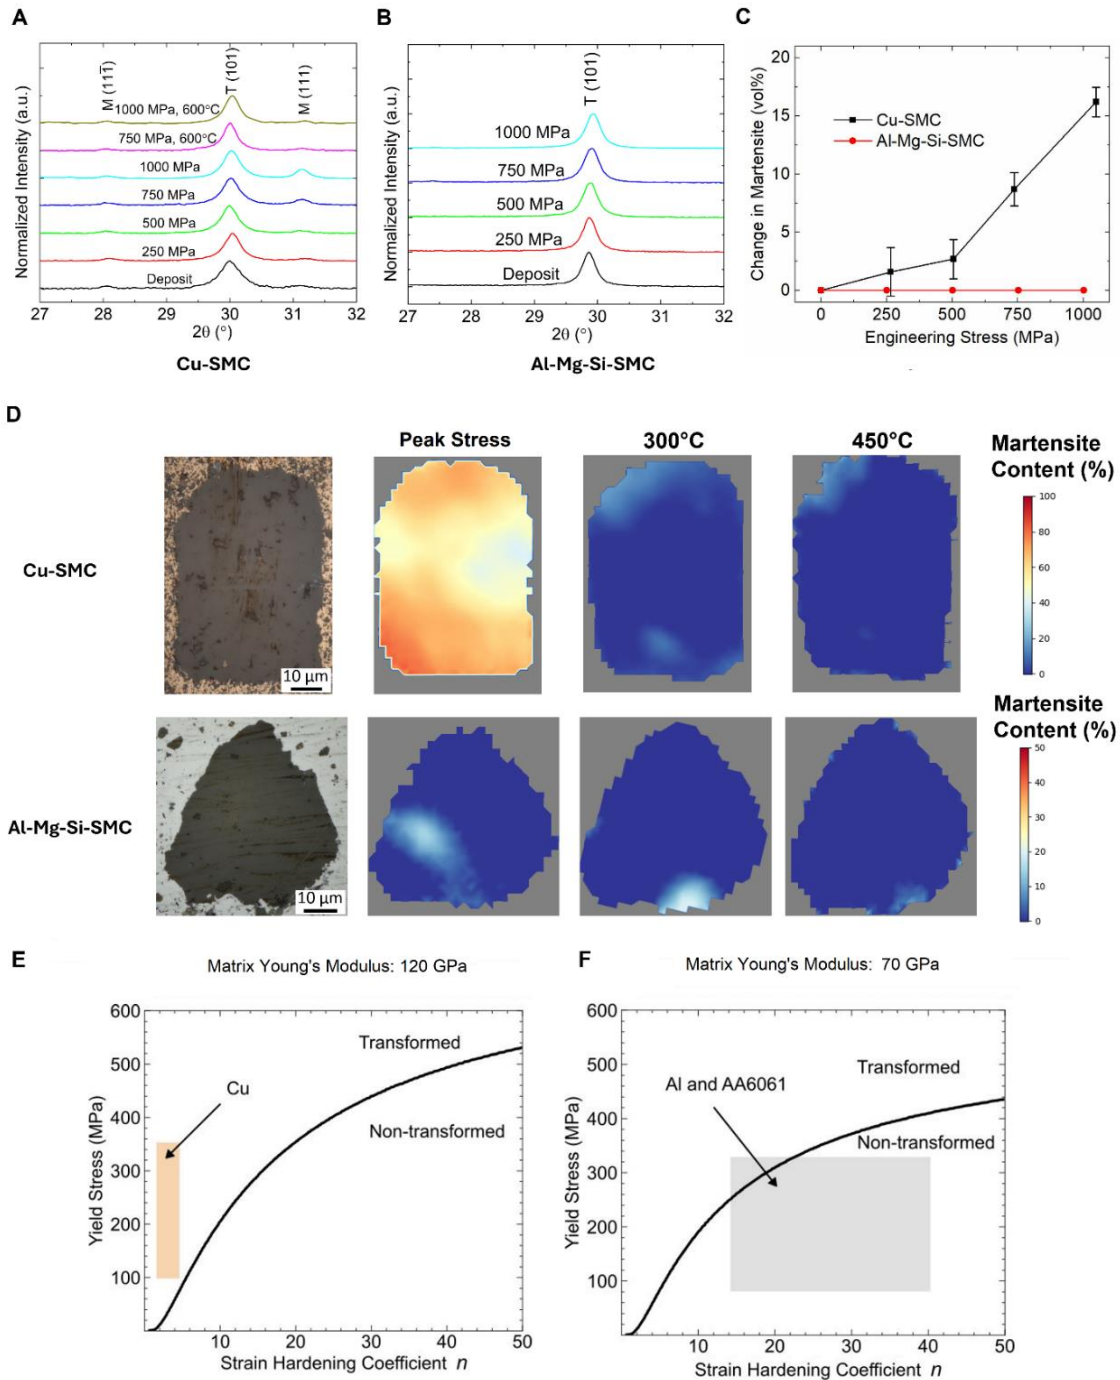 A
Normalized Intensity (a.u.)
M (111̄)
T (101)
M (111)
1000 MPa, 600°C
750 MPa, 600°C
1000 MPa
750 MPa
500 MPa
250 MPa
Deposit
27 28 29 30 31 32
2θ (°)
Cu-SMC
B
Normalized Intensity (a.u.)
T (101)
1000 MPa
750 MPa
500 MPa
250 MPa
Deposit
27 28 29 30 31 32
2θ (°)
Al-Mg-Si-SMC
C
Change in Martensite (vol%)
20
15
10
5
0
Cu-SMC
Al-Mg-Si-SMC
0 250 500 750 1000
Engineering Stress (MPa)
D
Peak Stress
300°C
450°C
Martensite
Content (%)
Cu-SMC
10 µm
100
80
60
40
20
0
Martensite
Content (%)
Al-Mg-Si-SMC
10 µm
50
40
30
20
10
0
E
Matrix Young's Modulus: 120 GPa
Yield Stress (MPa)
600
500
400
300
200
100
Transformed
Cu
Non-transformed
10 20 30 40 50
Strain Hardening Coefficient n
F
Matrix Young's Modulus: 70 GPa
Yield Stress (MPa)
600
500
400
300
200
100
Transformed
Al and AA6061
Non-transformed
10 20 30 40 50
Strain Hardening Coefficient n